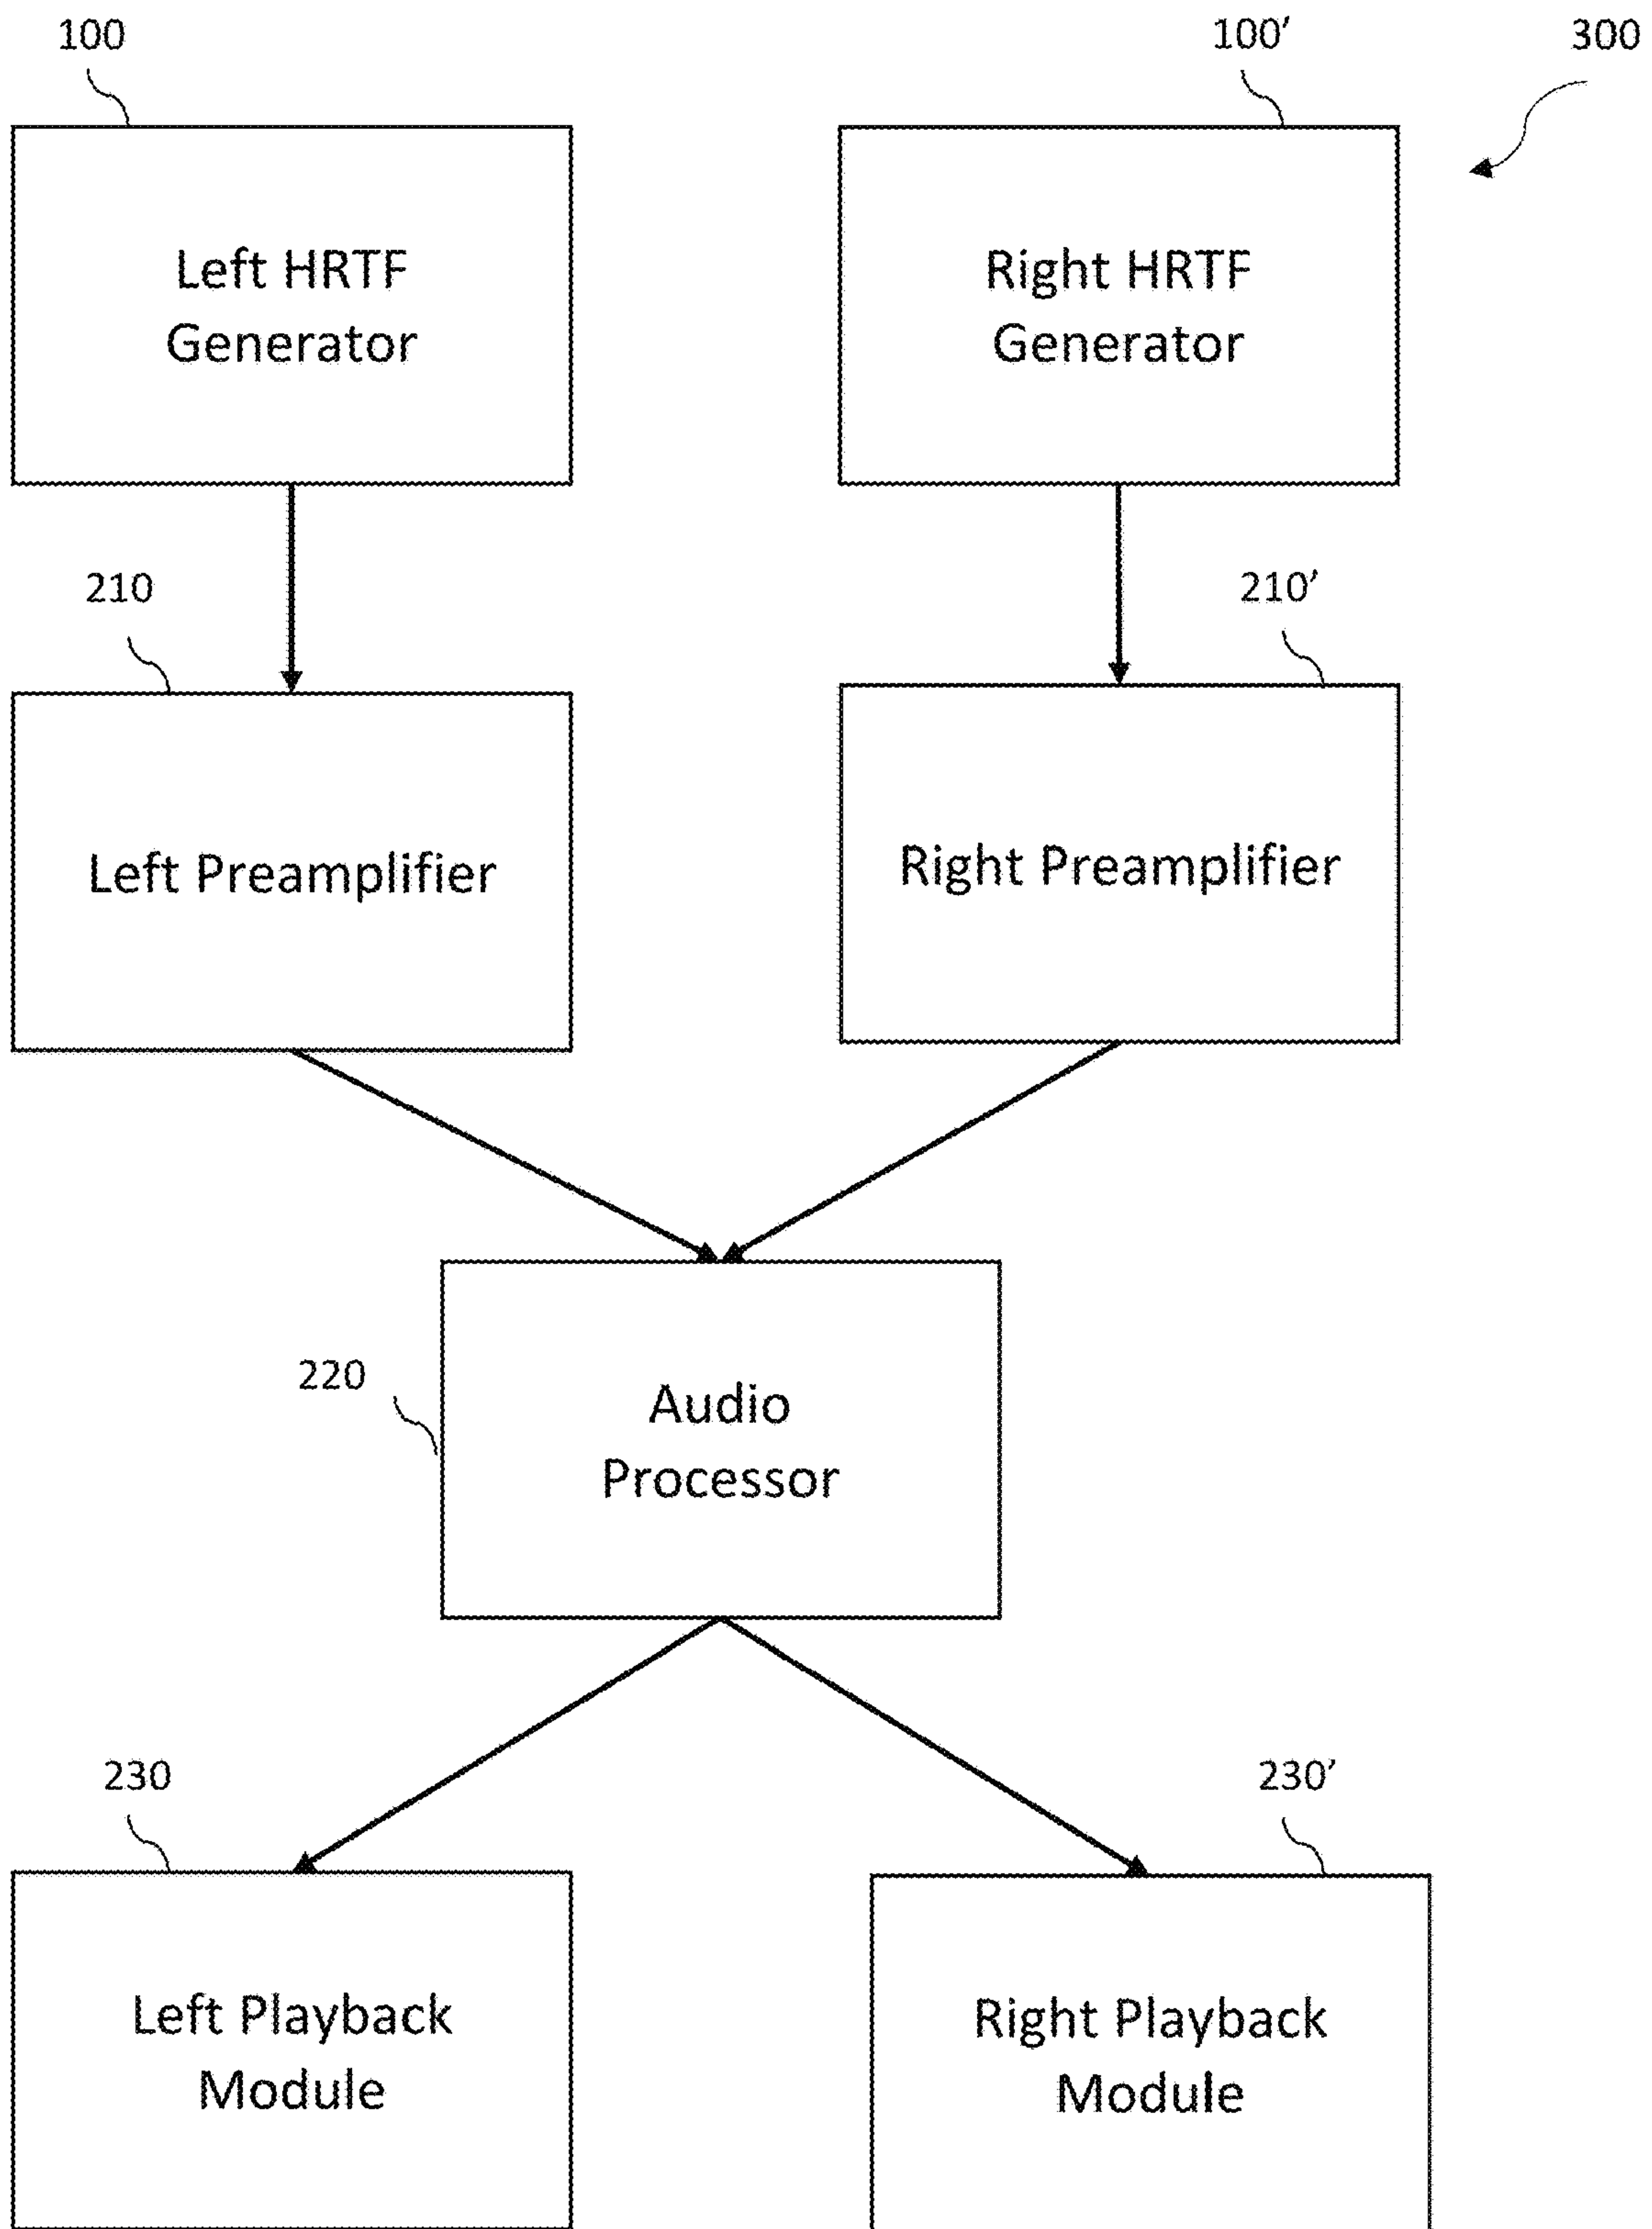 100
100’
300
Left HRTF
Generator
Right HRTF
Generator
210
210’
Left Preamplifier
Right Preamplifier
220
Audio
Processor
230
230’
Left Playback
Module
Right Playback
Module